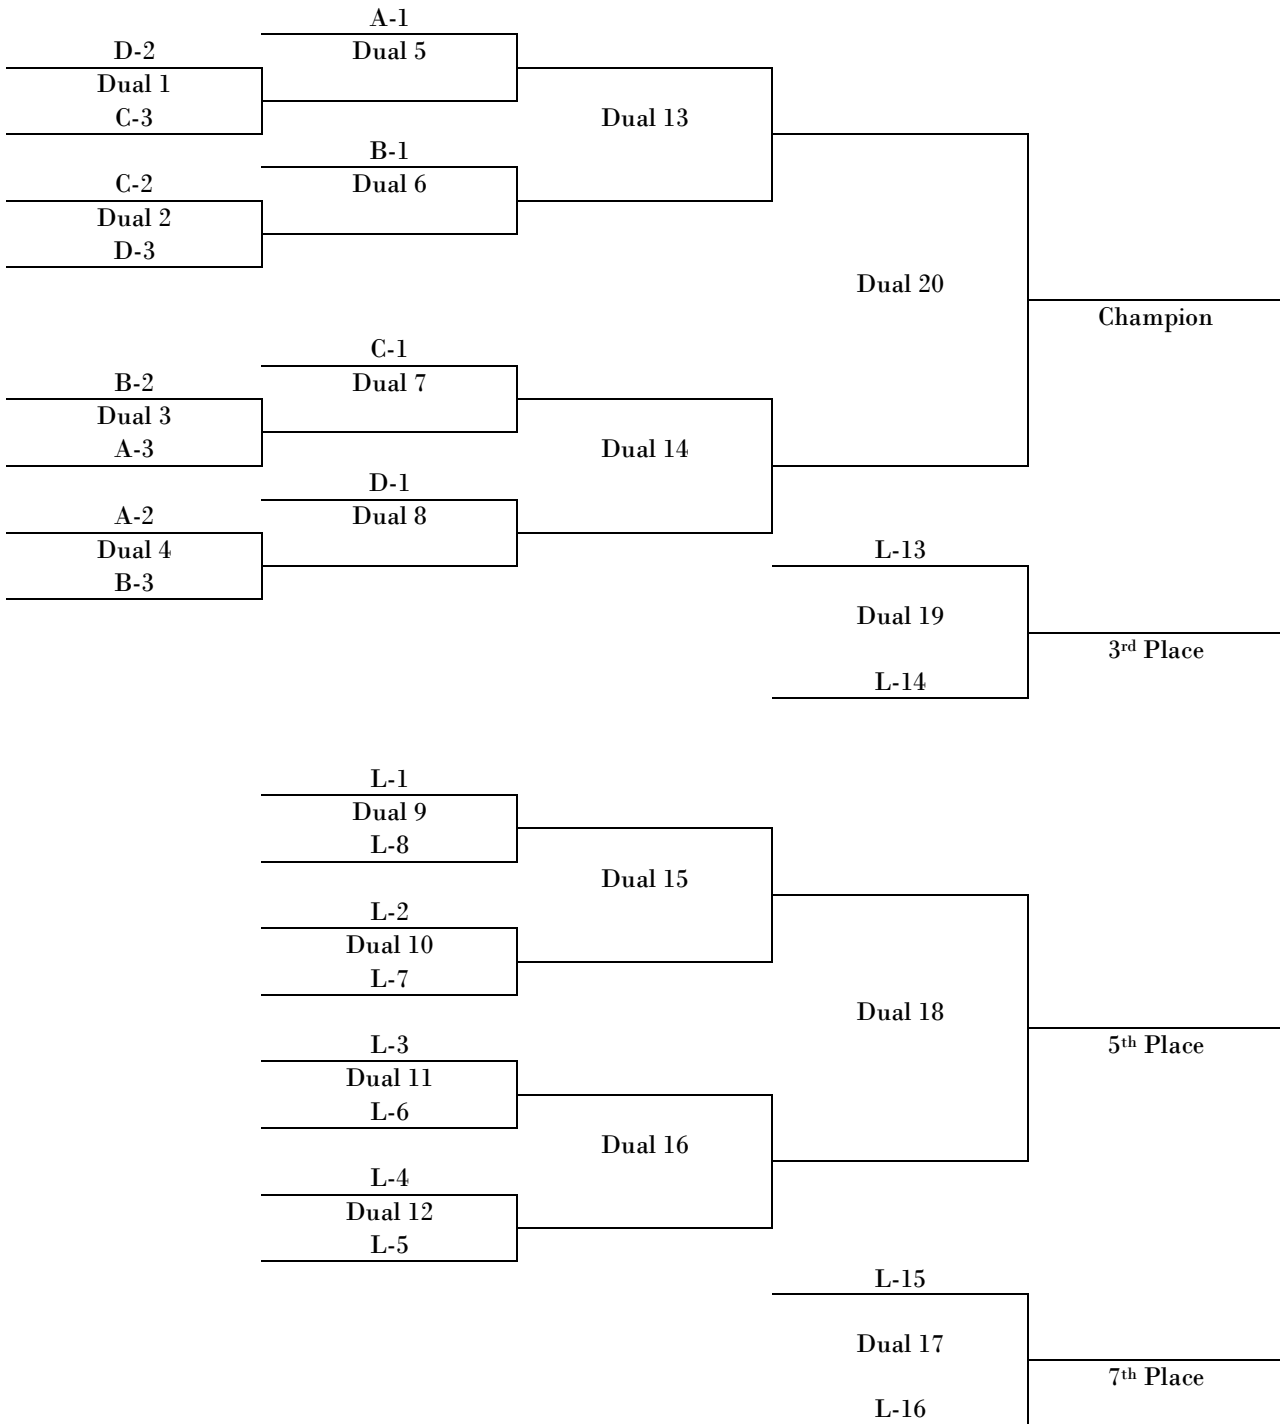 A-1
D-2
Dual 5
Dual 1
C-3
Dual 13
B-1
C-2
Dual 6
Dual 2
D-3
Dual 20
Champion
C-1
B-2
Dual 7
Dual 3
A-3
Dual 14
D-1
A-2
Dual 8
Dual 4
L-13
B-3
Dual 19
3rd Place
L-14
L-1
Dual 9
L-8
Dual 15
L-2
Dual 10
L-7
Dual 18
L-3
5th Place
Dual 11
L-6
Dual 16
L-4
Dual 12
L-5
L-15
Dual 17
7th Place
L-16